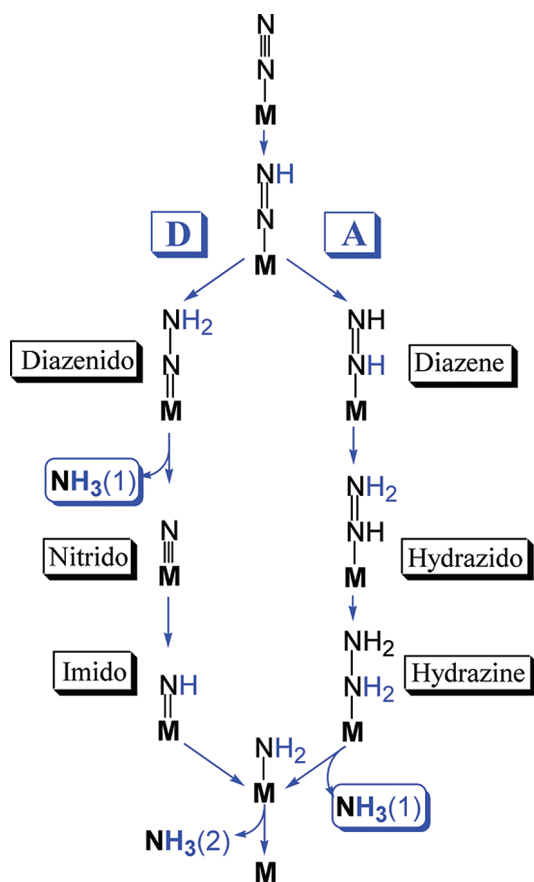 N
N
M
NH
N
D
A
M
NH2
NH
Diazenido
N
NH
Diazene
M
M
NH3(1)
NH2
N
NH
Nitrido
M
M
Hydrazido
NH2
Imido
NH
NH2
Hydrazine
M
M
NH2
M
NH3(1)
NH3(2)
M